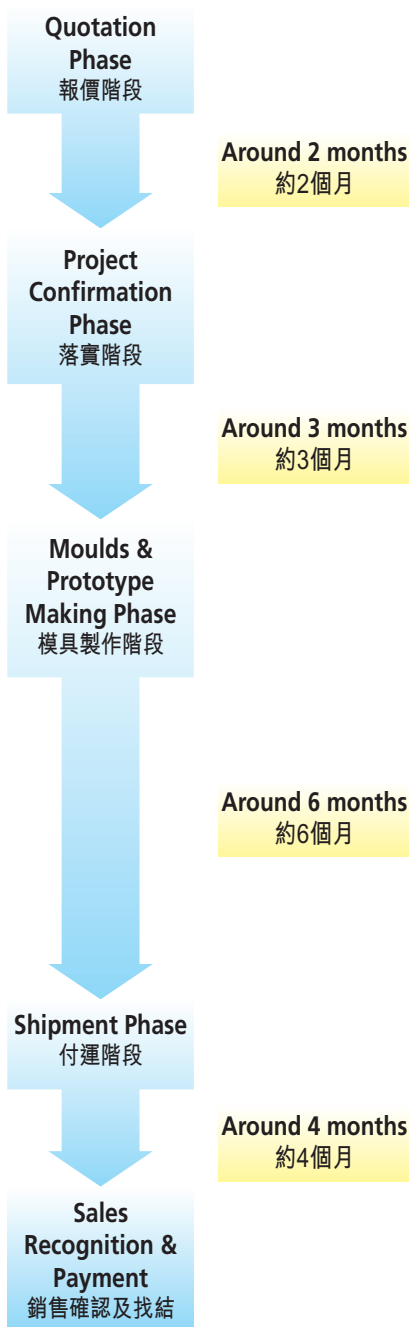 Quotation
Phase
報價階段
Around 2 months
約2個月
Project
Confirmation
Phase
落實階段
Around 3 months
約3個月
Moulds &
Prototype
Making Phase
模具製作階段
Around 6 months
約6個月
Shipment Phase
付運階段
Around 4 months
約4個月
Sales
Recognition &
Payment
銷售確認及找結